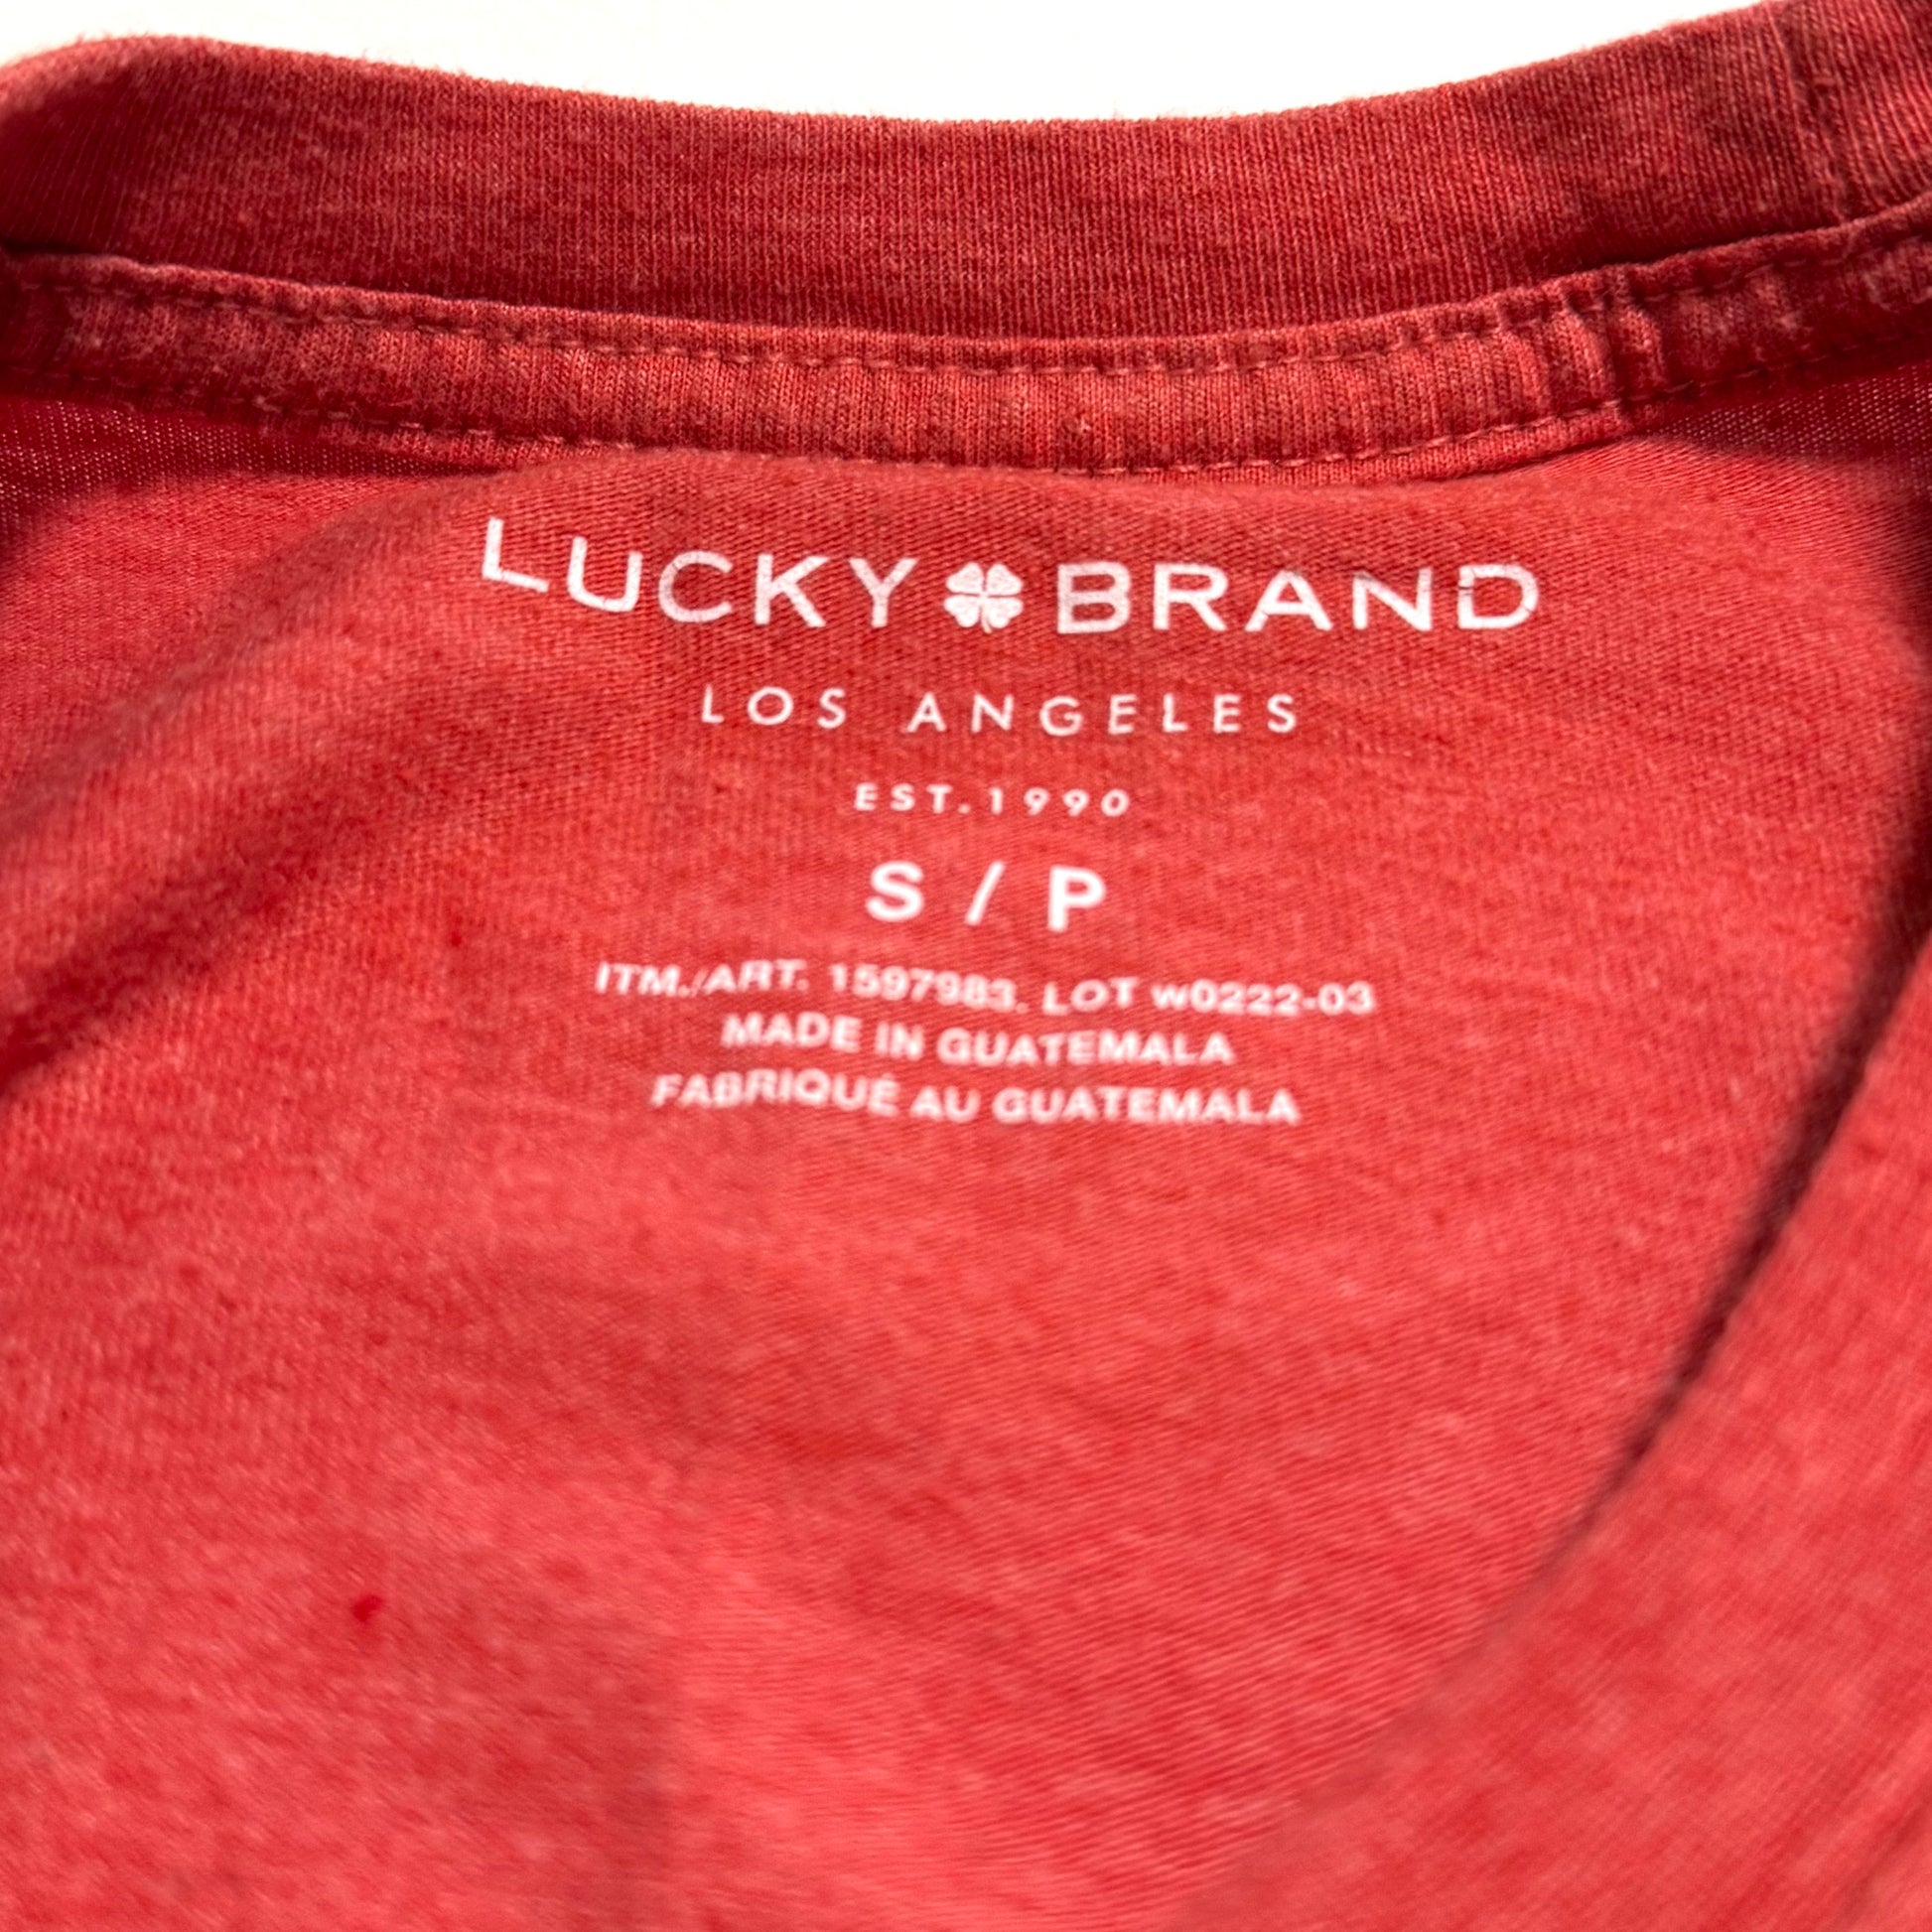 LUCKY BRAND
LOS ANGELES
EST. 1990
S / P
ITM./ART. 1597983. LOT W0222-03
MADE IN GUATEMALA
FABRIQUÉ AU GUATEMALA